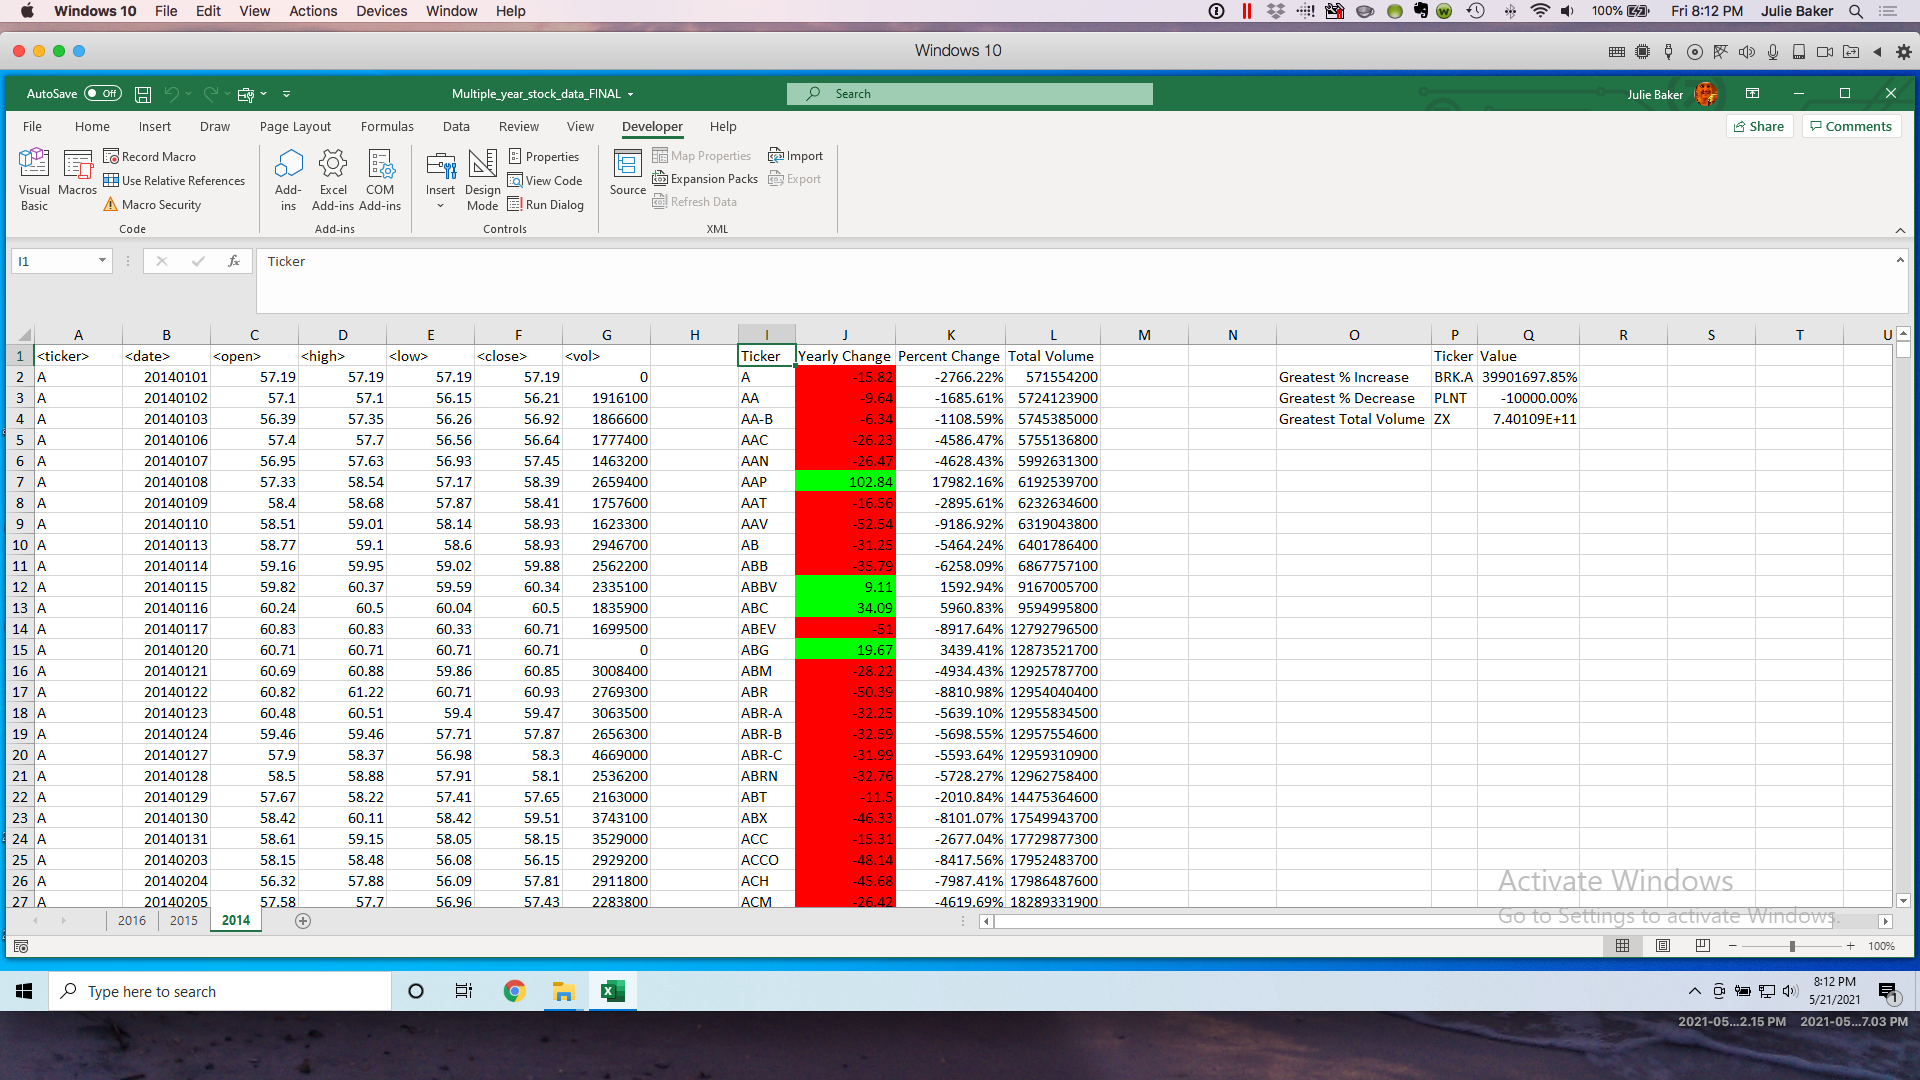 Windows 10 File Edit View Actions Devices Window Help 100% Fri 8:12 PM Julie Baker
Windows 10
AutoSave Off Multiple_year_stock_data_FINAL Search Julie Baker
File Home Insert Draw Page Layout Formulas Data Review View Developer Help Share Comments
Visual Basic
Macros
Record Macro
Use Relative References
Macro Security
Code
Add-ins
Excel Add-ins
COM Add-ins
Add-ins
Insert
Design Mode
Properties
View Code
Run Dialog
Controls
Source
Map Properties
Expansion Packs
Refresh Data
Import
Export
XML
I1 fx Ticker
A B C D E F G H I J K L M N O P Q R S T U
1 <ticker> <date> <open> <high> <low> <close> <vol> Ticker Yearly Change Percent Change Total Volume Ticker Value
2 A 20140101 57.19 57.19 57.19 57.19 0 A -15.82 -2766.22% 571554200 Greatest % Increase BRK.A 39901697.85%
3 A 20140102 57.1 57.1 56.15 56.21 1916100 AA -9.64 -1685.61% 5724123900 Greatest % Decrease PLNT -10000.00%
4 A 20140103 56.39 57.35 56.26 56.92 1866600 AA-B -6.34 -1108.59% 5745385000 Greatest Total Volume ZX 7.40109E+11
5 A 20140106 57.4 57.7 56.56 56.64 1777400 AAC -26.23 -4586.47% 5755136800
6 A 20140107 56.95 57.63 56.93 57.45 1463200 AAN -26.47 -4628.43% 5992631300
7 A 20140108 57.33 58.54 57.17 58.39 2659400 AAP 102.84 17982.16% 6192539700
8 A 20140109 58.4 58.68 57.87 58.41 1757600 AAT -16.56 -2895.61% 6232634600
9 A 20140110 58.51 59.01 58.14 58.93 1623300 AAV -52.54 -9186.92% 6319043800
10 A 20140113 58.77 59.1 58.6 58.93 2946700 AB -31.25 -5464.24% 6401786400
11 A 20140114 59.16 59.95 59.02 59.88 2562200 ABB -35.79 -6258.09% 6867757100
12 A 20140115 59.82 60.37 59.59 60.34 2335100 ABBV 9.11 1592.94% 9167005700
13 A 20140116 60.24 60.5 60.04 60.5 1835900 ABC 34.09 5960.83% 9594995800
14 A 20140117 60.83 60.83 60.33 60.71 1699500 ABEV -51 -8917.64% 12792796500
15 A 20140120 60.71 60.71 60.71 60.71 0 ABG 19.67 3439.41% 12873521700
16 A 20140121 60.69 60.88 59.86 60.85 3008400 ABM -28.22 -4934.43% 12925787700
17 A 20140122 60.82 61.22 60.71 60.93 2769300 ABR -50.39 -8810.98% 12954040400
18 A 20140123 60.48 60.51 59.4 59.47 3063500 ABR-A -32.25 -5639.10% 12955834500
19 A 20140124 59.46 59.46 57.71 57.87 2656300 ABR-B -32.59 -5698.55% 12957554600
20 A 20140127 57.9 58.37 56.98 58.3 4669000 ABR-C -31.99 -5593.64% 12959310900
21 A 20140128 58.5 58.88 57.91 58.1 2536200 ABRN -32.76 -5728.27% 12962758400
22 A 20140129 57.67 58.22 57.41 57.65 2163000 ABT -11.5 -2010.84% 14475364600
23 A 20140130 58.42 60.11 58.42 59.51 3743100 ABX -46.33 -8101.07% 17549943700
24 A 20140131 58.61 59.15 58.05 58.15 3529000 ACC -15.31 -2677.04% 17729877300
25 A 20140203 58.15 58.48 56.08 56.15 2929200 ACCO -48.14 -8417.56% 17952483700
26 A 20140204 56.32 57.88 56.09 57.81 2911800 ACH -45.68 -7987.41% 17986487600
27 A 20140205 57.58 57.7 56.96 57.43 2283800 ACM -26.42 -4619.69% 18289331900
Activate Windows
Go to Settings to activate Windows.
2016 2015 2014
100%
Type here to search
8:12 PM
5/21/2021
1
2021-05...2.15 PM 2021-05...7.03 PM